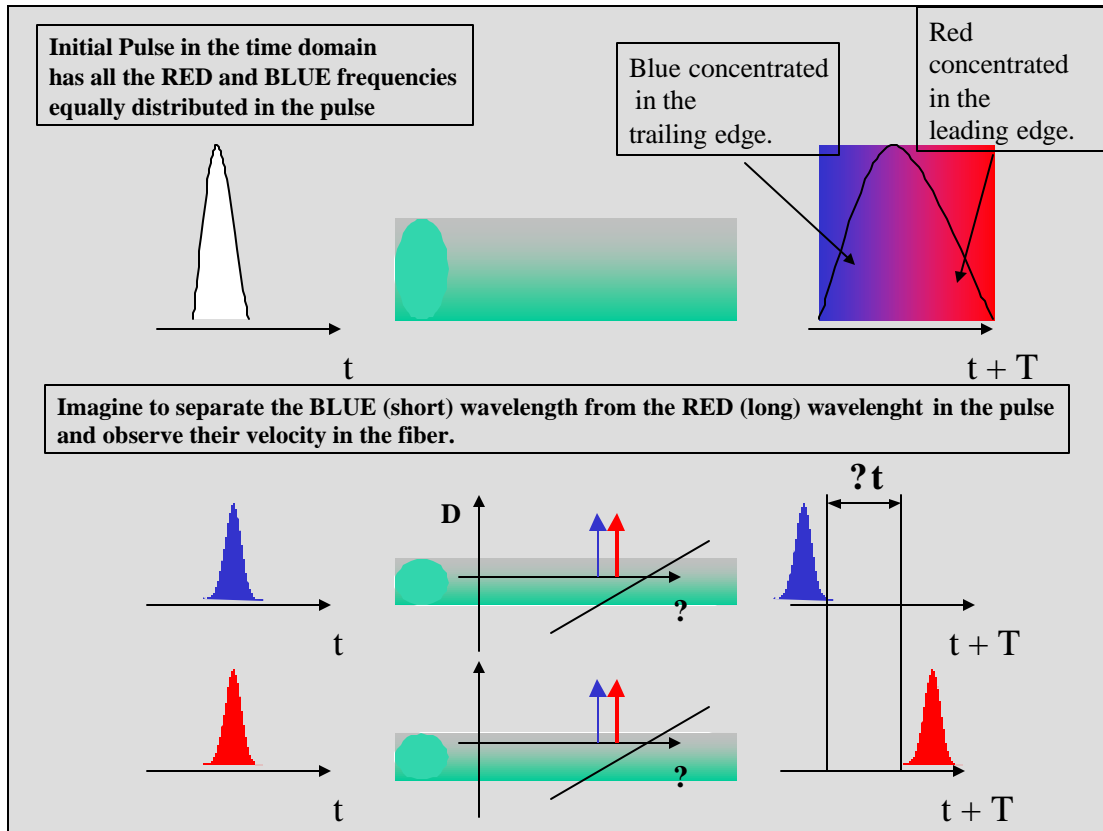 Initial Pulse in the time domain
has all the RED and BLUE frequencies
equally distributed in the pulse
Blue concentrated
in the
trailing edge.
Red
concentrated
in the
leading edge.
t
t + T
Imagine to separate the BLUE (short) wavelength from the RED (long) wavelenght in the pulse
and observe their velocity in the fiber.
D
? t
?
t
t + T
?
t
t + T